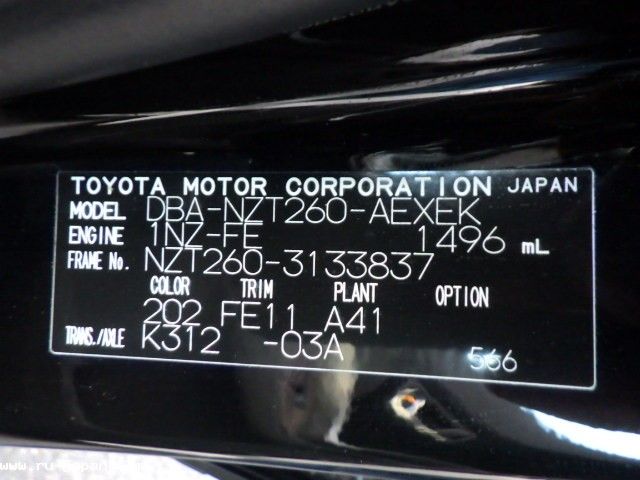 TOYOTA MOTOR CORPORATION JAPAN
MODEL DBA-NZT260-AEXEK
ENGINE 1NZ-FE 1496 mL
FRAME No. NZT260-3133837
COLOR TRIM PLANT OPTION
202 FE11 A41
TRANS./AXLE K312 -03A 566